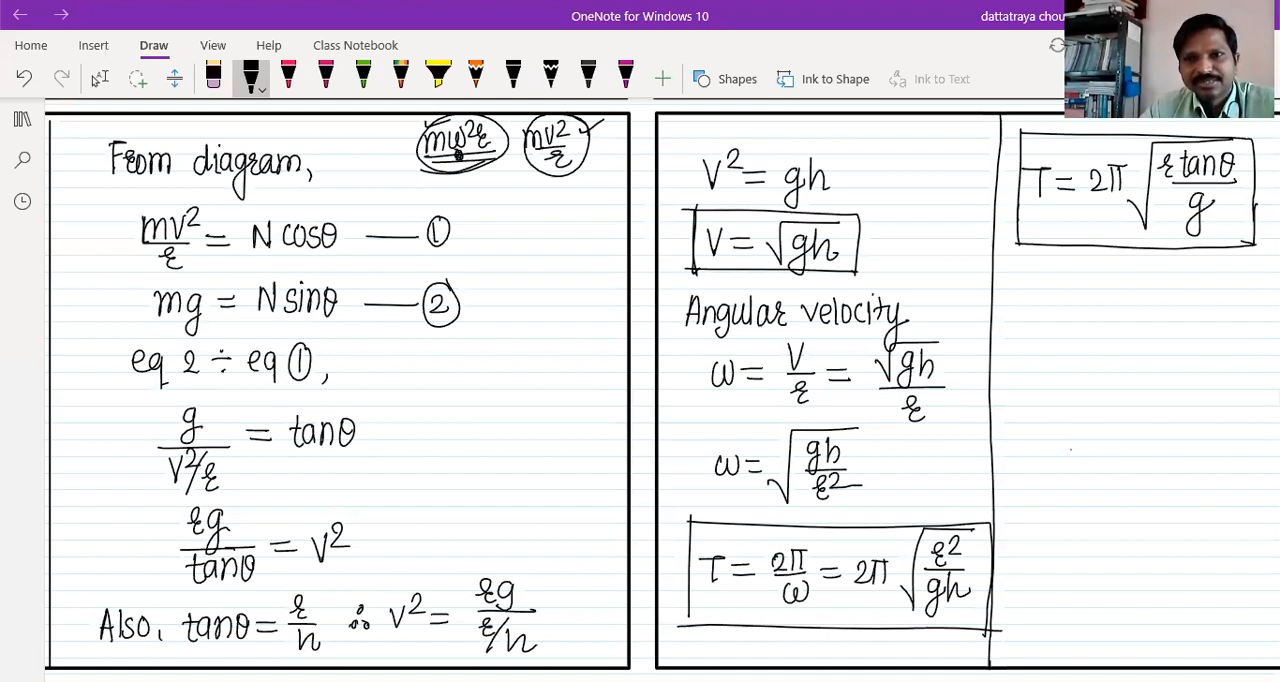 OneNote for Windows 10
dattatraya chou
Home Insert Draw View Help Class Notebook
Shapes Ink to Shape Ink to Text
mω²r mv²/r
From diagram,
mv²/r = N cosθ — ①
mg = N sinθ — ②
eq 2 ÷ eq ①,
g/(v²/r) = tanθ
rg/tanθ = v²
Also, tanθ = r/h ∴ v² = rg/(r/h)
V² = gh
V = √gh
Angular velocity
ω = V/r = √gh/r
ω = √(gh/r²)
T = 2π/ω = 2π √(r²/gh)
T = 2π √(r tanθ/g)